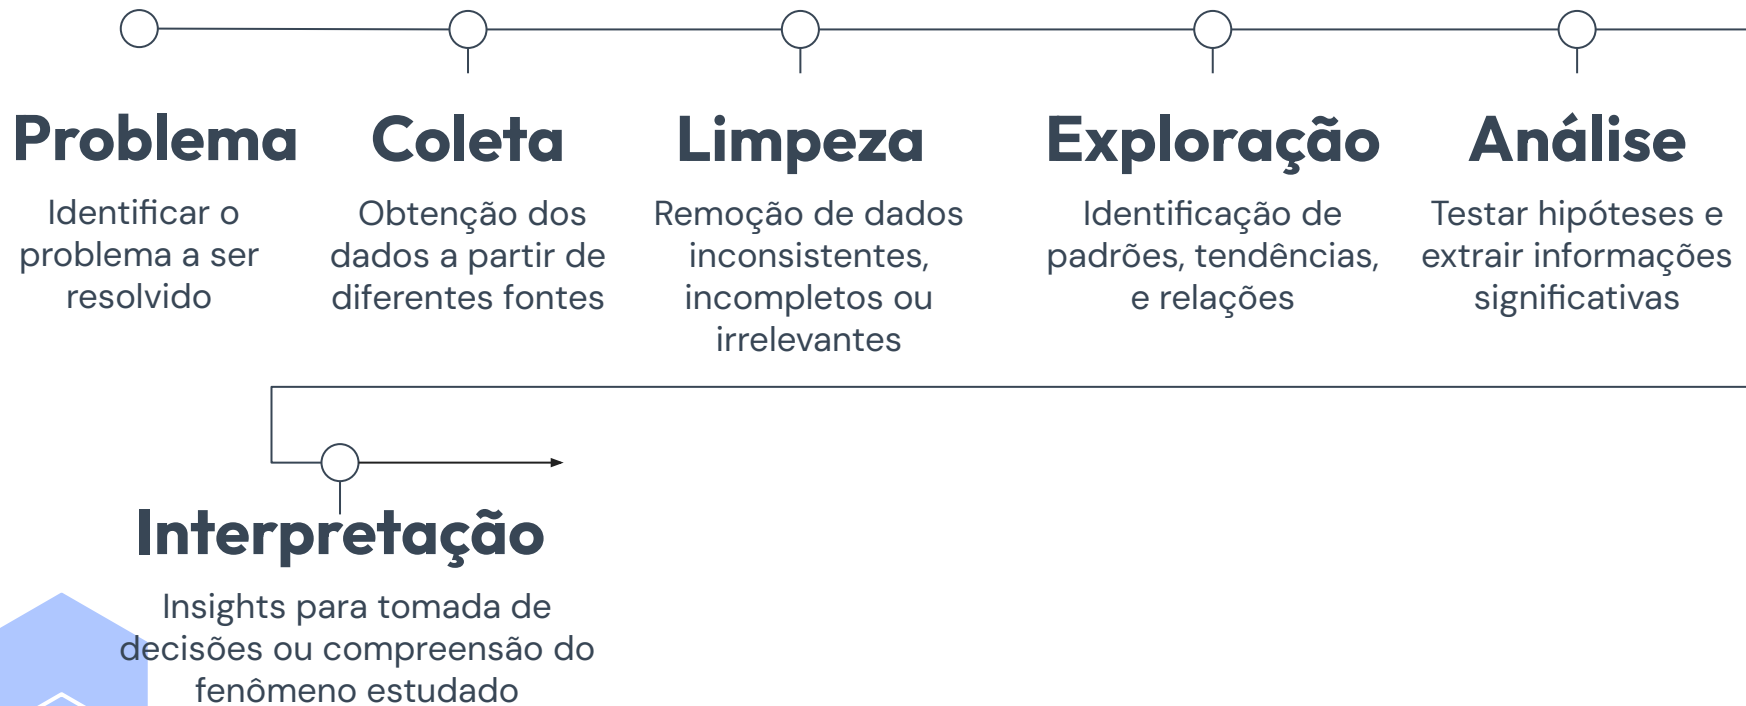 Problema
Identificar o
problema a ser
resolvido
Coleta
Obtenção dos
dados a partir de
diferentes fontes
Limpeza
Remoção de dados
inconsistentes,
incompletos ou
irrelevantes
Exploração
Identificação de
padrões, tendências,
e relações
Análise
Testar hipóteses e
extrair informações
significativas
Interpretação
Insights para tomada de
decisões ou compreensão do
fenômeno estudado